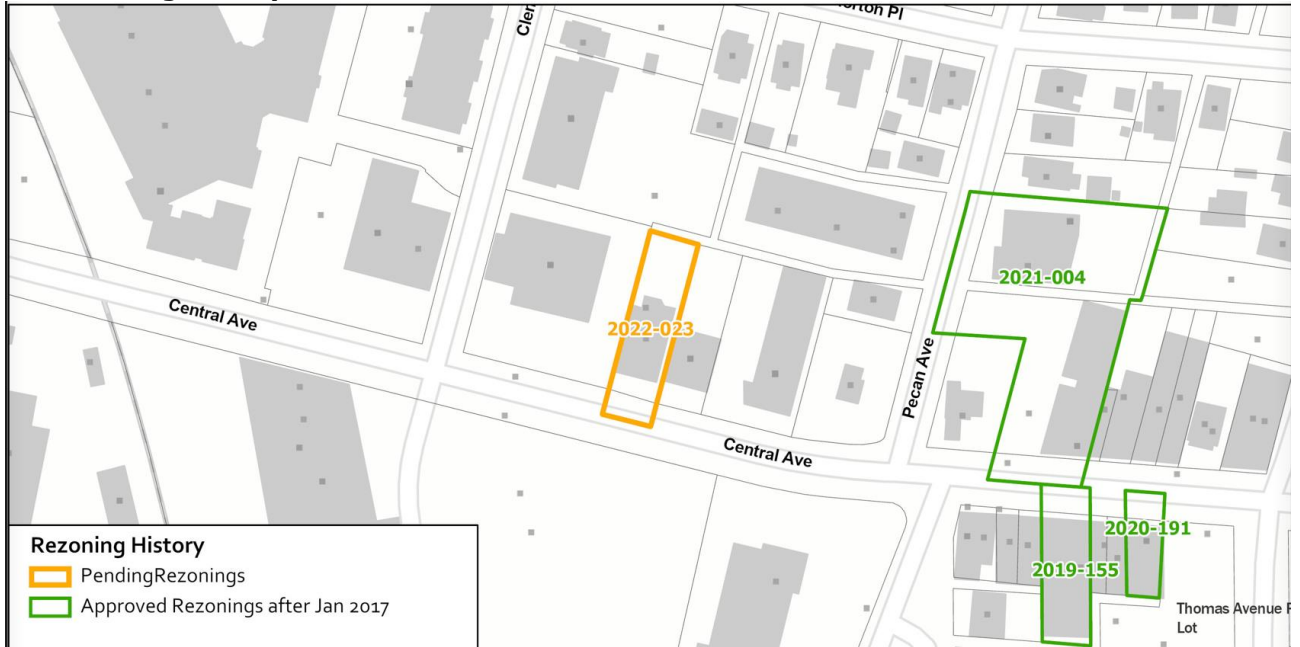 Central Ave
2022-023
Central Ave
Pecan Ave
2021-004
2019-155
2020-191
Thomas Avenue
Lot
Rezoning History
PendingRezonings
Approved Rezonings after Jan 2017